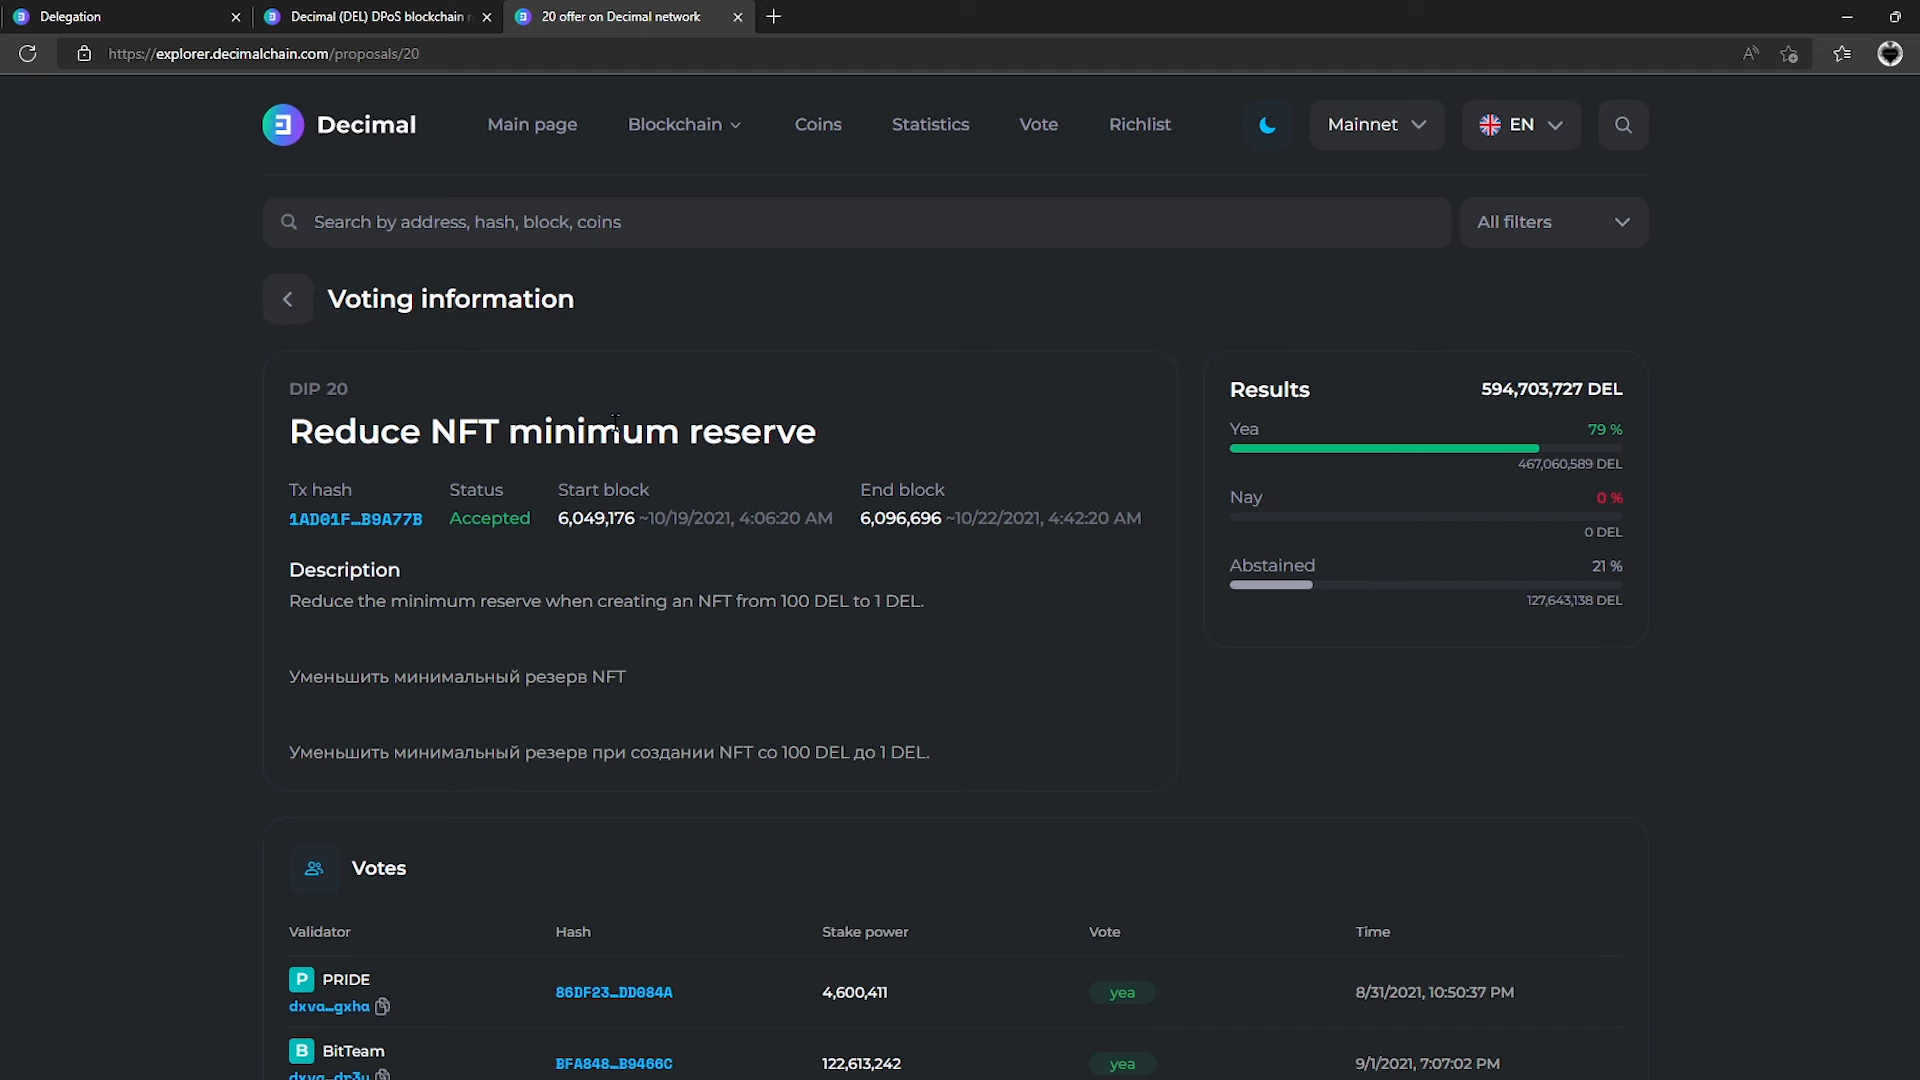 Delegation
Decimal (DEL) DPoS blockchain
20 offer on Decimal network
https://explorer.decimalchain.com/proposals/20
Decimal
Main page
Blockchain
Coins
Statistics
Vote
Richlist
Mainnet
EN
Search by address, hash, block, coins
All filters
Voting information
DIP 20
Reduce NFT minimum reserve
Tx hash
Status
Start block
End block
1AD01F…B9A77B
Accepted
6,049,176 ~10/19/2021, 4:06:20 AM
6,096,696 ~10/22/2021, 4:42:20 AM
Description
Reduce the minimum reserve when creating an NFT from 100 DEL to 1 DEL.
Уменьшить минимальный резерв NFT
Уменьшить минимальный резерв при создании NFT со 100 DEL до 1 DEL.
Results
594,703,727 DEL
Yea
79 %
467,060,589 DEL
Nay
0 %
0 DEL
Abstained
21 %
127,643,138 DEL
Votes
Validator
Hash
Stake power
Vote
Time
P PRIDE
dxva…gxha
86DF23…DD084A
4,600,411
yea
8/31/2021, 10:50:37 PM
B BitTeam
dxva…dr3u
BFA848…B9466C
122,613,242
yea
9/1/2021, 7:07:02 PM